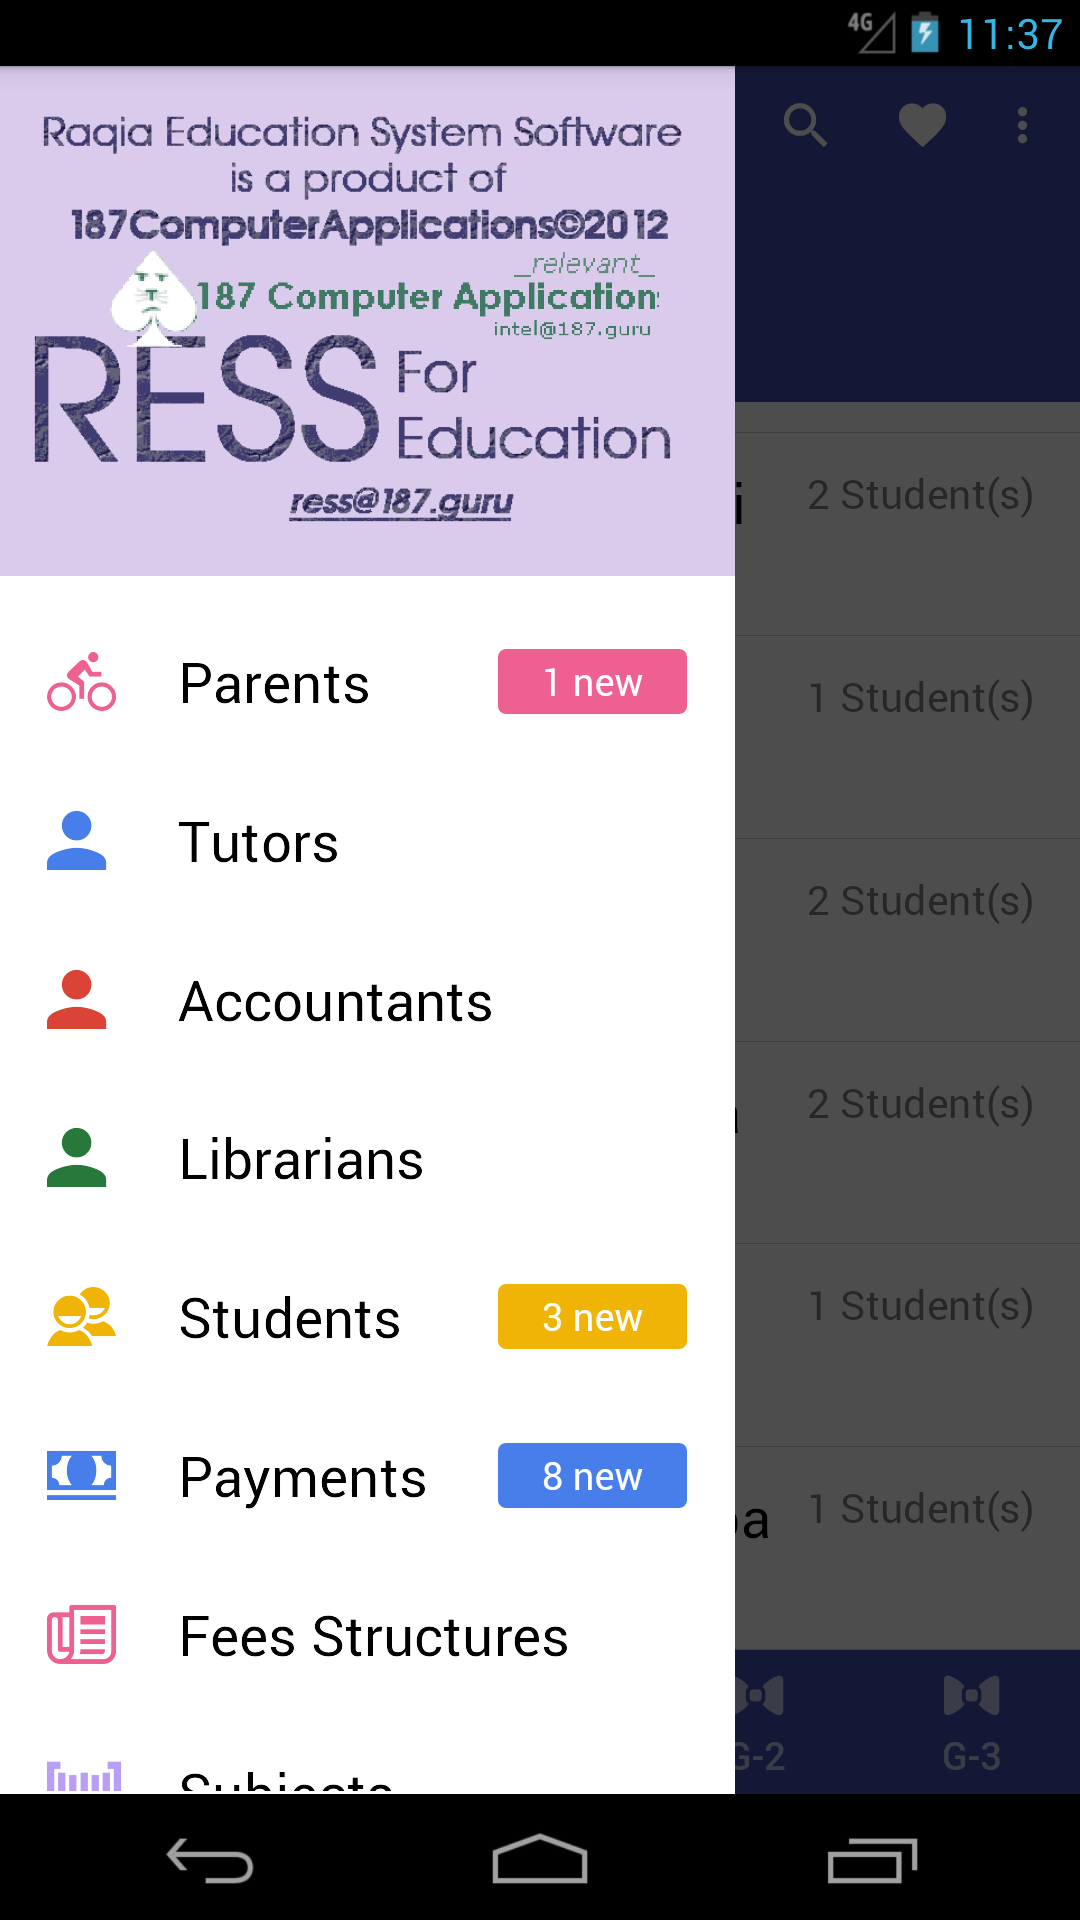 4G 11:37
Raqia Education System Software
is a product of
187ComputerApplications©2012
_relevant_
187 Computer Applications
intel@187.guru
RESS For
Education
ress@187.guru
2 Student(s)
Parents 1 new
1 Student(s)
Tutors
2 Student(s)
Accountants
2 Student(s)
Librarians
Students 3 new
1 Student(s)
Payments 8 new
1 Student(s)
Fees Structures
Subjects
G-2 G-3